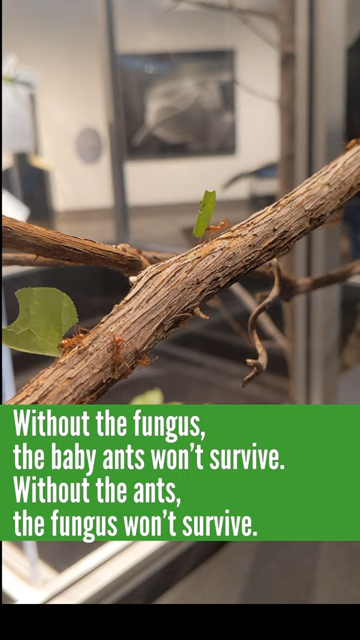 Without the fungus,
the baby ants won't survive.
Without the ants,
the fungus won't survive.